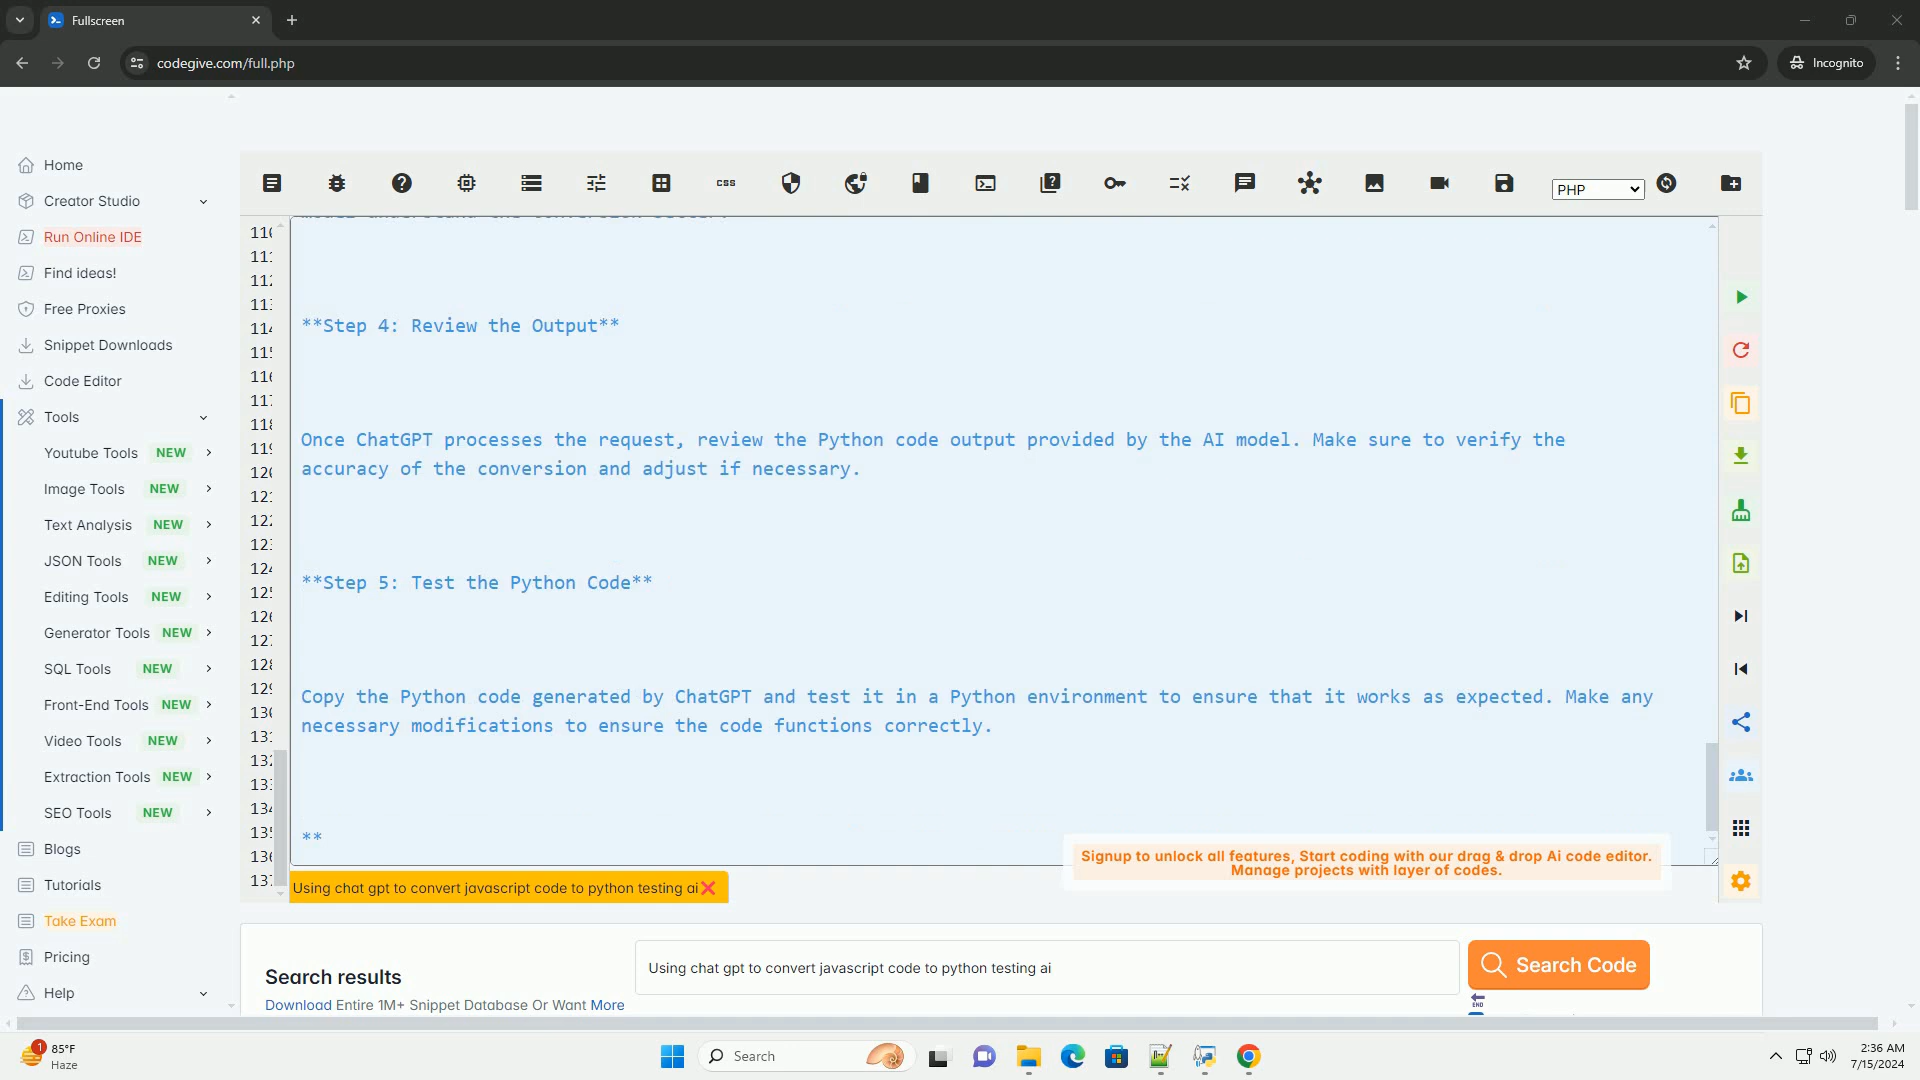 Fullscreen
codegive.com/full.php
Incognito
Home
Creator Studio
Run Online IDE
Find ideas!
Free Proxies
Snippet Downloads
Code Editor
Tools
Youtube Tools NEW
Image Tools NEW
Text Analysis NEW
JSON Tools NEW
Editing Tools NEW
Generator Tools NEW
SQL Tools NEW
Front-End Tools NEW
Video Tools NEW
Extraction Tools NEW
SEO Tools NEW
Blogs
Tutorials
Take Exam
Pricing
Help
css
PHP
**Step 4: Review the Output**
Once ChatGPT processes the request, review the Python code output provided by the AI model. Make sure to verify the
accuracy of the conversion and adjust if necessary.
**Step 5: Test the Python Code**
Copy the Python code generated by ChatGPT and test it in a Python environment to ensure that it works as expected. Make any
necessary modifications to ensure the code functions correctly.
**
Signup to unlock all features, Start coding with our drag & drop Ai code editor.
Manage projects with layer of codes.
Using chat gpt to convert javascript code to python testing ai
Search results
Using chat gpt to convert javascript code to python testing ai
Search Code
Download Entire 1M+ Snippet Database Or Want More
END
1
85°F
Haze
Search
2:36 AM
7/15/2024